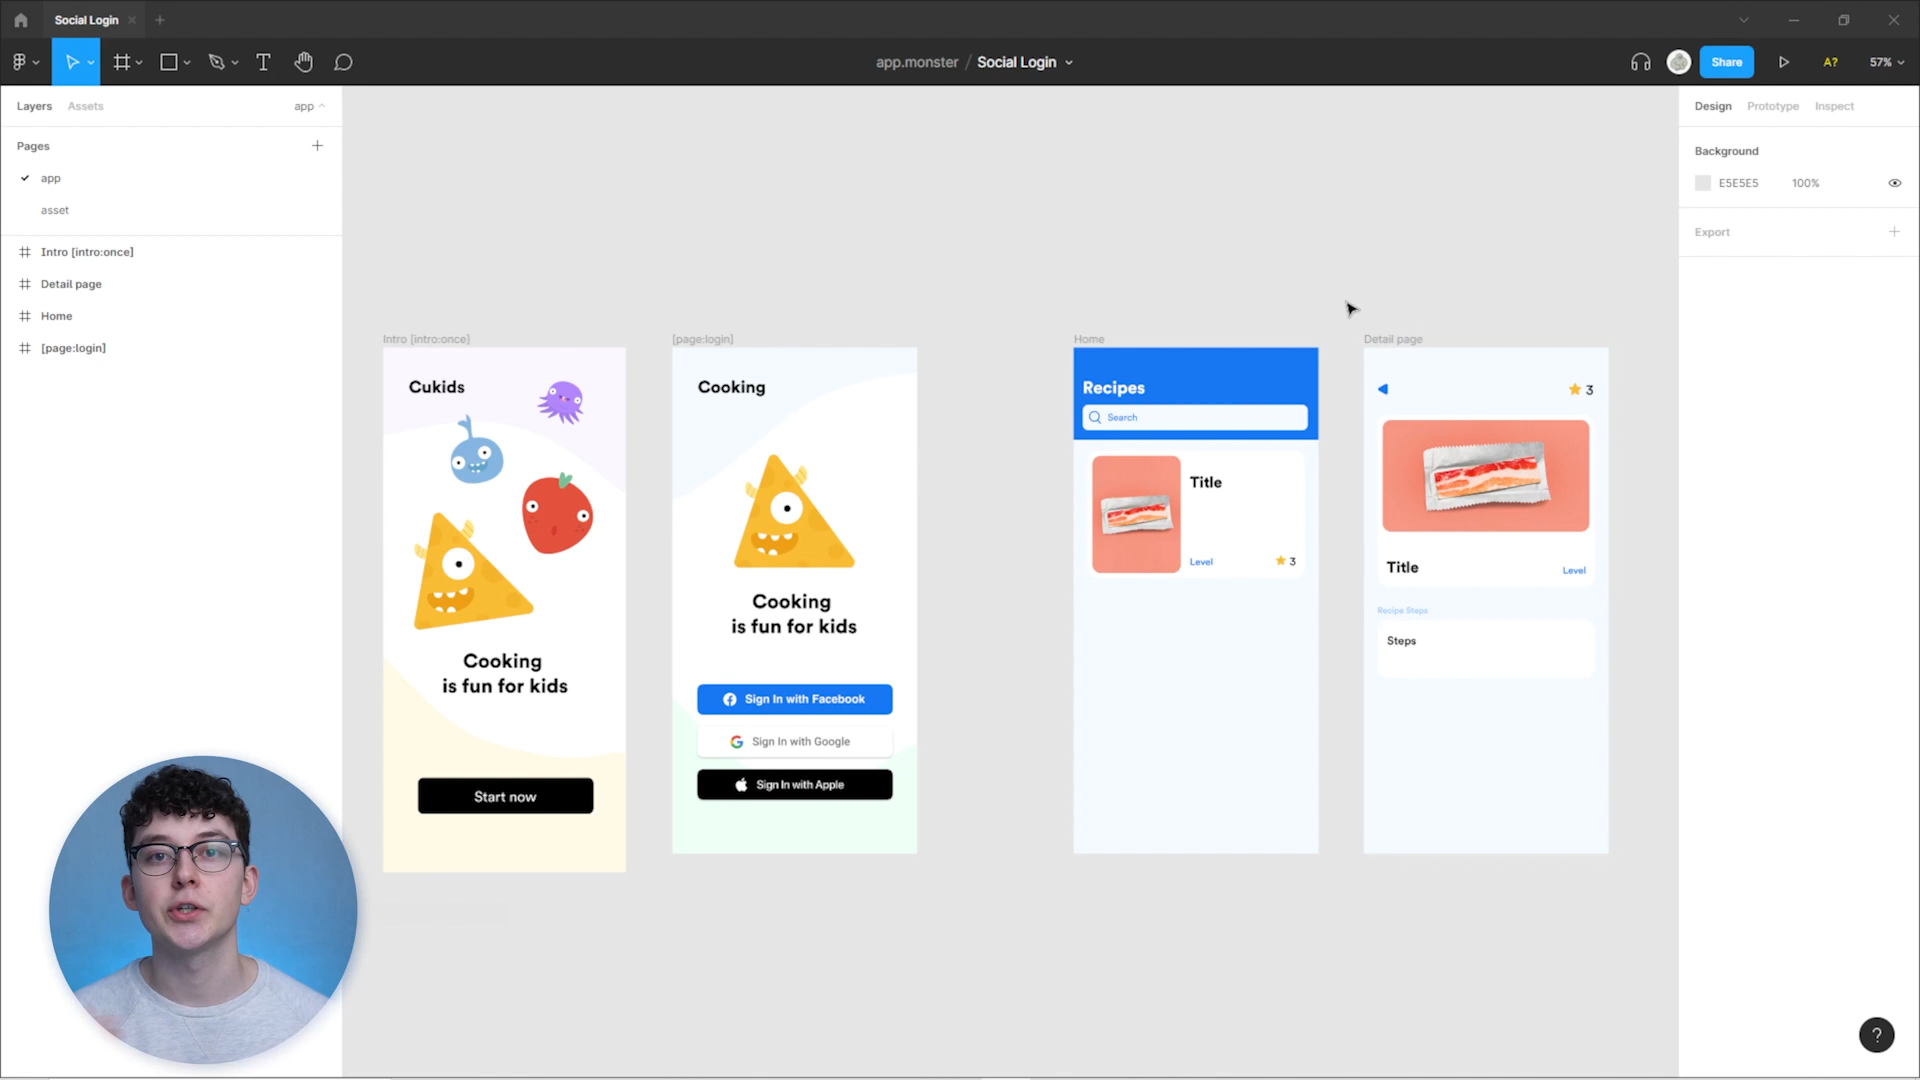 Social Login
app.monster / Social Login
Share
A?
57%
Layers
Assets
app
Pages
app
asset
Intro [intro:once]
Detail page
Home
[page:login]
Intro [intro:once]
Cukids
Cooking
is fun for kids
Start now
[page:login]
Cooking
Cooking
is fun for kids
Sign In with Facebook
Sign In with Google
Sign In with Apple
Home
Recipes
Search
Title
Level
3
Detail page
3
Title
Level
Recipe Steps
Steps
Design
Prototype
Inspect
Background
E5E5E5
100%
Export
?